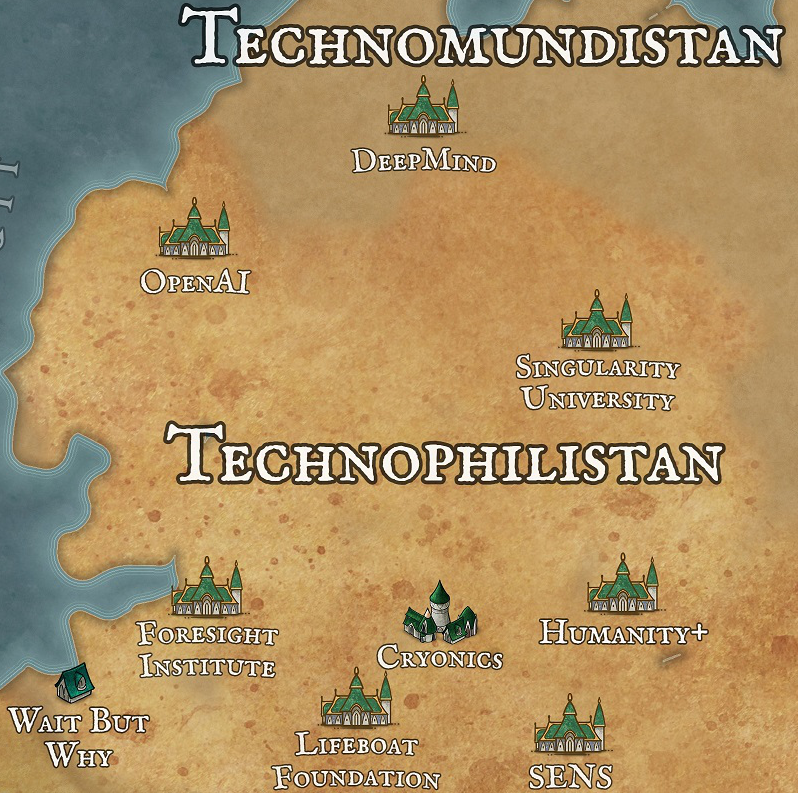 Technomundistan
DeepMind
OpenAI
Singularity
University
Technophilistan
Foresight
Institute
Cryonics
Humanity+
Wait But
Why
Lifeboat
Foundation
SENS